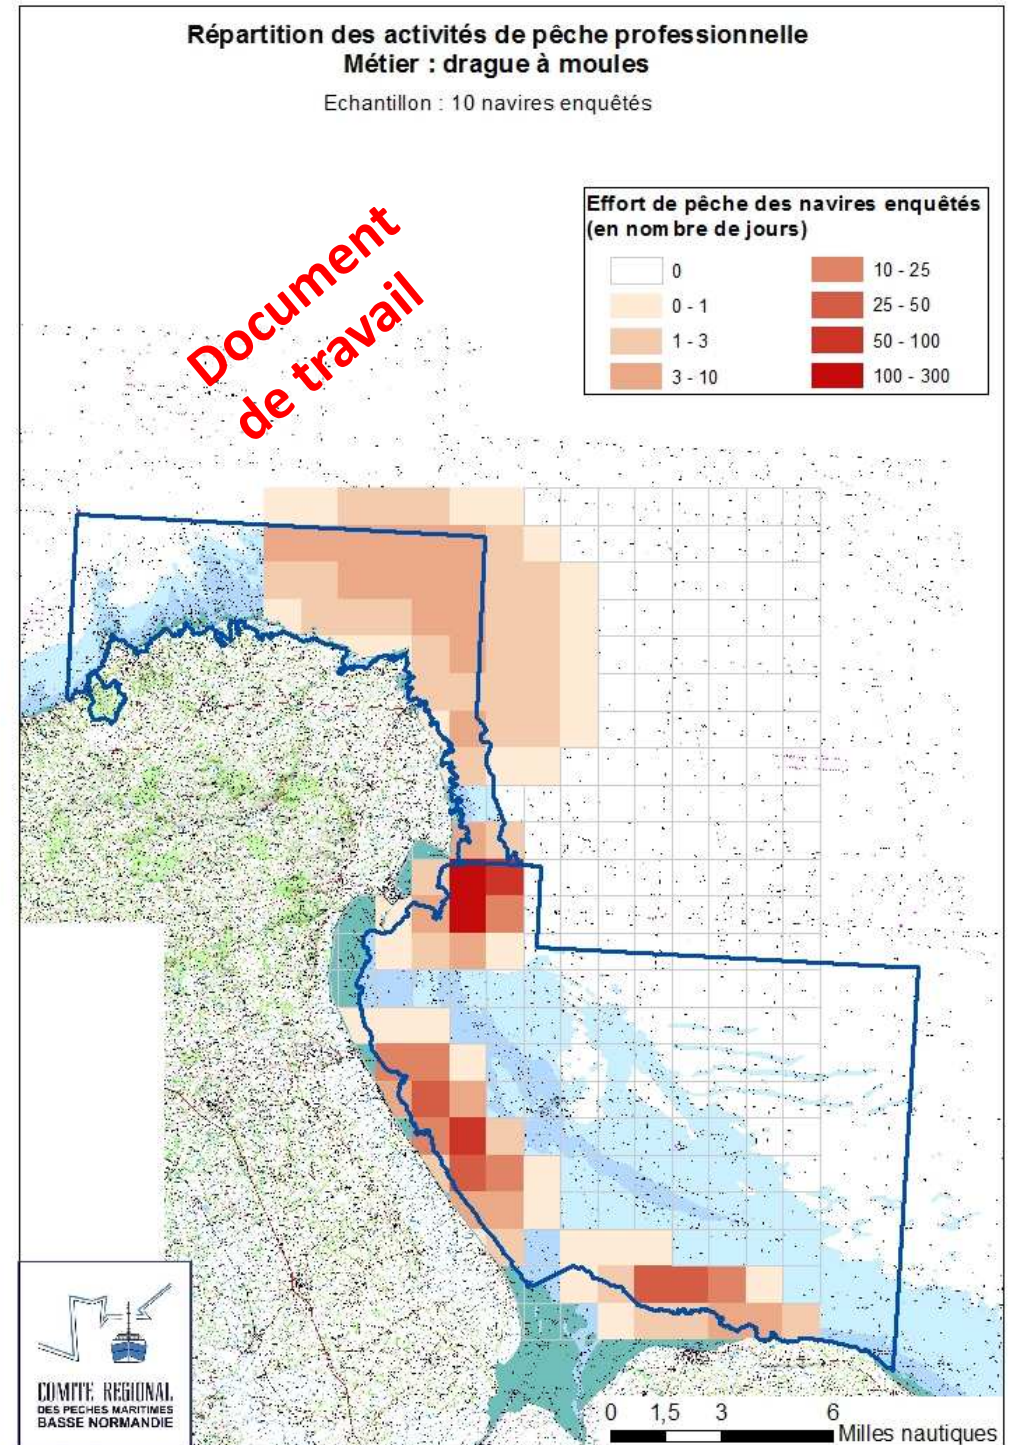 Répartition des activités de pêche professionnelle
Métier : drague à moules
Echantillon : 10 navires enquêtés
Document
de travail
Effort de pêche des navires enquêtés
(en nombre de jours)
0
0 - 1
1 - 3
3 - 10
10 - 25
25 - 50
50 - 100
100 - 300
COMITE REGIONAL
DES PECHES MARITIMES
BASSE NORMANDIE
0 1,5 3 6
Milles nautiques